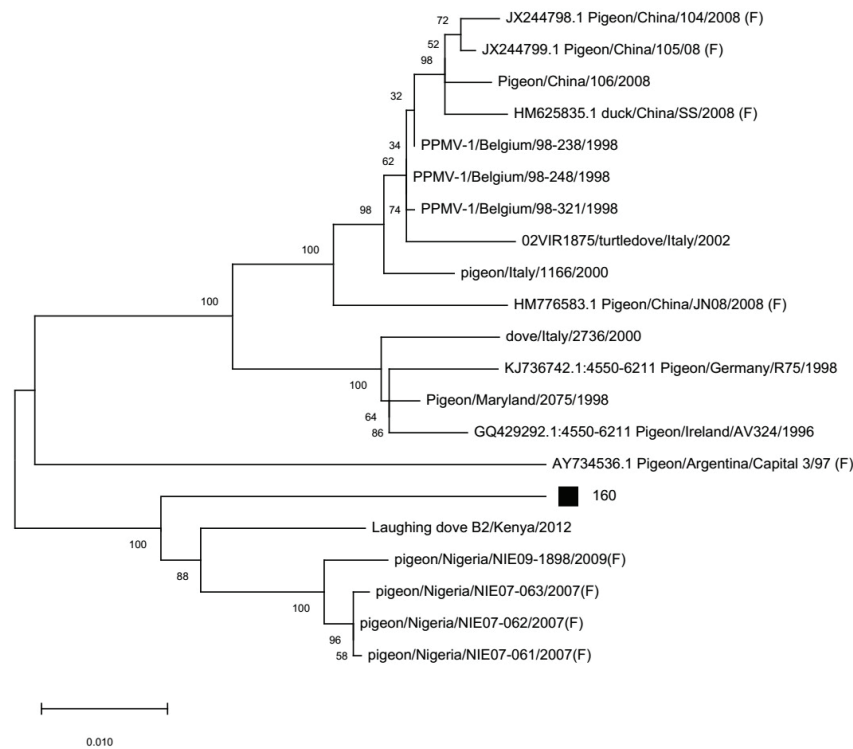 72
JX244798.1 Pigeon/China/104/2008 (F)
52
JX244799.1 Pigeon/China/105/08 (F)
98
Pigeon/China/106/2008
32
HM625835.1 duck/China/SS/2008 (F)
34
PPMV-1/Belgium/98-238/1998
62
PPMV-1/Belgium/98-248/1998
98
74
PPMV-1/Belgium/98-321/1998
02VIR1875/turtledove/Italy/2002
100
pigeon/Italy/1166/2000
100
HM776583.1 Pigeon/China/JN08/2008 (F)
dove/Italy/2736/2000
KJ736742.1:4550-6211 Pigeon/Germany/R75/1998
100
Pigeon/Maryland/2075/1998
64
86
GQ429292.1:4550-6211 Pigeon/Ireland/AV324/1996
AY734536.1 Pigeon/Argentina/Capital 3/97 (F)
160
Laughing dove B2/Kenya/2012
100
pigeon/Nigeria/NIE09-1898/2009(F)
88
pigeon/Nigeria/NIE07-063/2007(F)
100
pigeon/Nigeria/NIE07-062/2007(F)
96
58
pigeon/Nigeria/NIE07-061/2007(F)
0.010